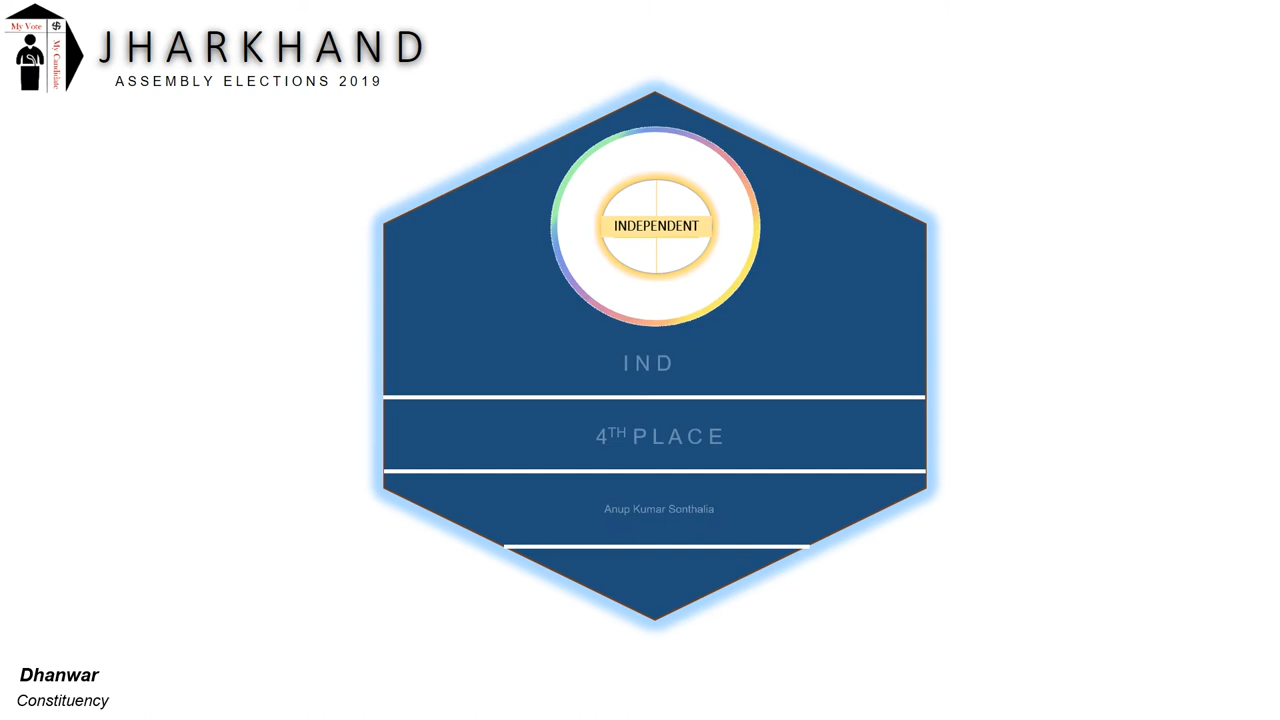 My Vote
My Candidate
JHARKHAND
ASSEMBLY ELECTIONS 2019
INDEPENDENT
IND
4TH PLACE
Anup Kumar Sonthalia
Dhanwar
Constituency